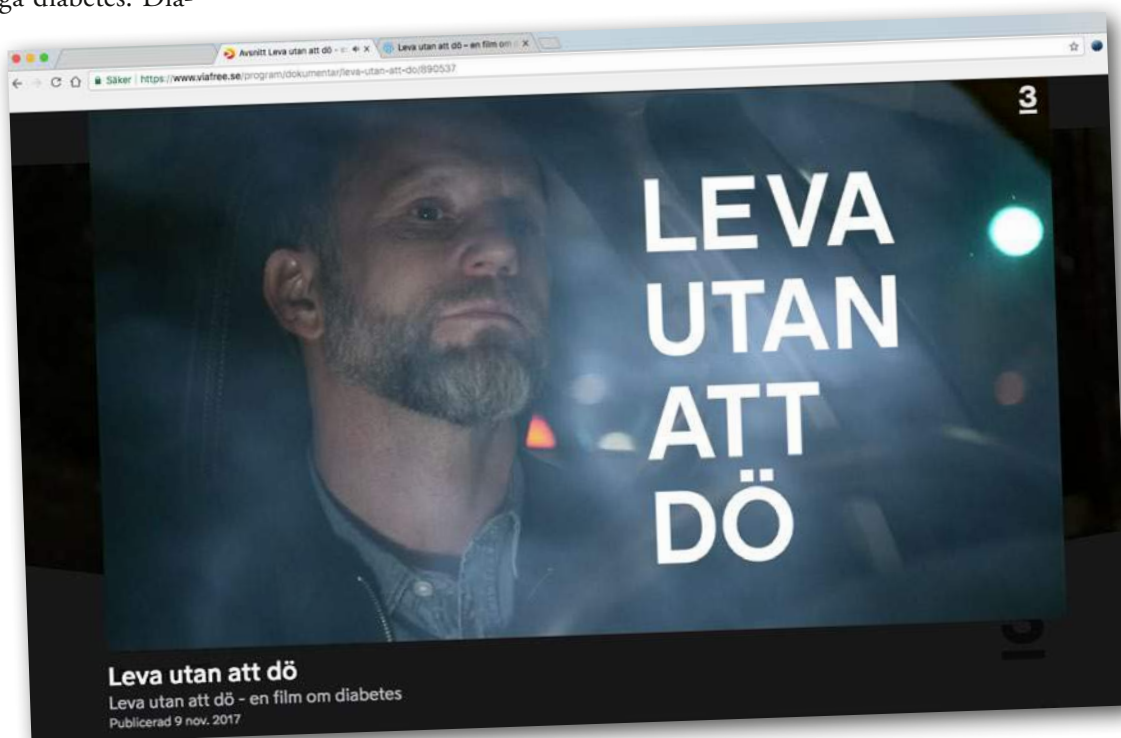 ga diabetes. Dia-
Avsnitt Leva utan att dö -
Leva utan att dö – en film om
Säker | https://www.viafree.se/program/dokumentar/leva-utan-att-do/890537
3
LEVA
UTAN
ATT
DÖ
Leva utan att dö
Leva utan att dö - en film om diabetes
Publicerad 9 nov. 2017